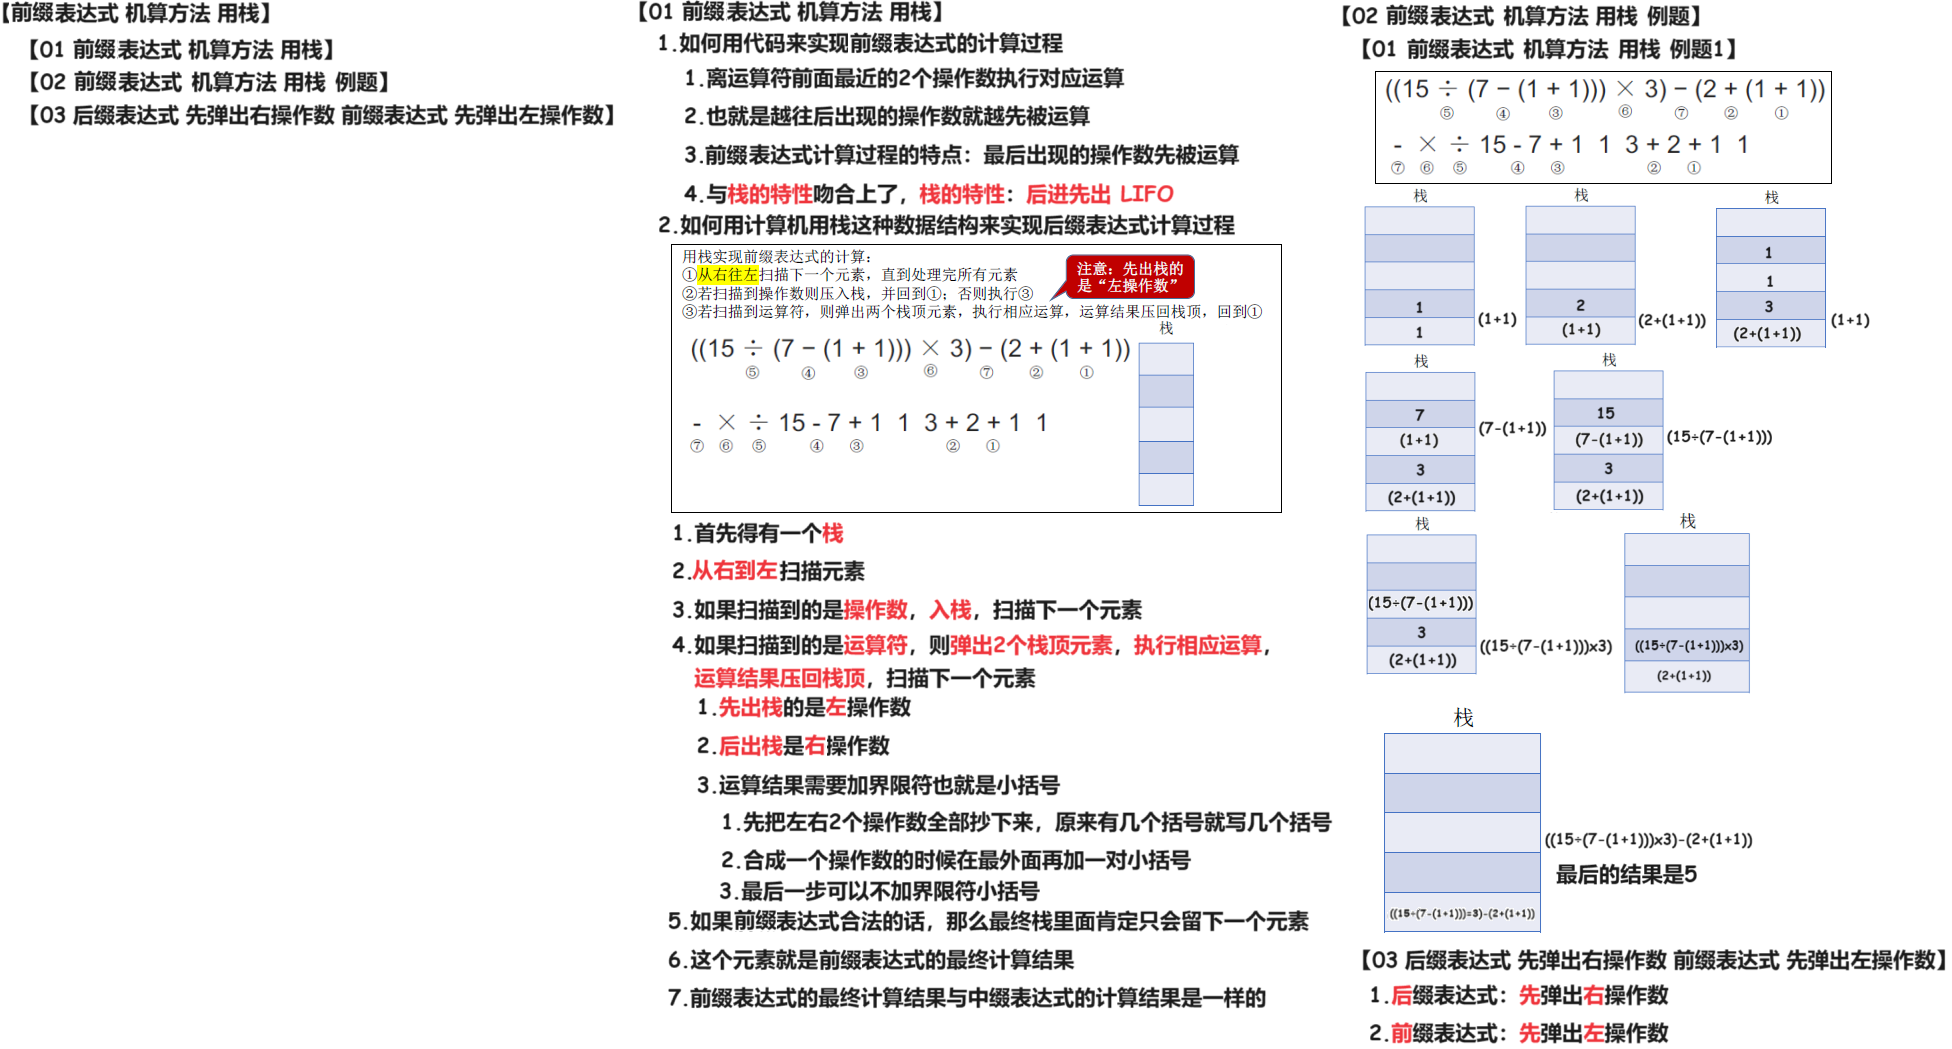 【前缀表达式 机算方法 用栈】
【01 前缀表达式 机算方法 用栈】
【02 前缀表达式 机算方法 用栈 例题】
【03 后缀表达式 先弹出右操作数 前缀表达式 先弹出左操作数】
【01 前缀表达式 机算方法 用栈】
1.如何用代码来实现前缀表达式的计算过程
1.离运算符前面最近的2个操作数执行对应运算
2.也就是越往后出现的操作数就越先被运算
3.前缀表达式计算过程的特点：最后出现的操作数先被运算
4.与栈的特性吻合上了，栈的特性：后进先出 LIFO
2.如何用计算机用栈这种数据结构来实现后缀表达式计算过程
用栈实现前缀表达式的计算：
①从右往左扫描下一个元素，直到处理完所有元素
②若扫描到操作数则压入栈，并回到①；否则执行③
③若扫描到运算符，则弹出两个栈顶元素，执行相应运算，运算结果压回栈顶，回到①
注意：先出栈的
是“左操作数”
栈
((15 ÷ (7 − (1 + 1))) × 3) − (2 + (1 + 1))
⑤ ④ ③ ⑥ ⑦ ② ①
- × ÷ 15 - 7 + 1 1 3 + 2 + 1 1
⑦ ⑥ ⑤ ④ ③ ② ①
1.首先得有一个栈
2.从右到左扫描元素
3.如果扫描到的是操作数，入栈，扫描下一个元素
4.如果扫描到的是运算符，则弹出2个栈顶元素，执行相应运算，
运算结果压回栈顶，扫描下一个元素
1.先出栈的是左操作数
2.后出栈是右操作数
3.运算结果需要加界限符也就是小括号
1.先把左右2个操作数全部抄下来，原来有几个括号就写几个括号
2.合成一个操作数的时候在最外面再加一对小括号
3.最后一步可以不加界限符小括号
5.如果前缀表达式合法的话，那么最终栈里面肯定只会留下一个元素
6.这个元素就是前缀表达式的最终计算结果
7.前缀表达式的最终计算结果与中缀表达式的计算结果是一样的
【02 前缀表达式 机算方法 用栈 例题】
【01 前缀表达式 机算方法 用栈 例题1】
((15 ÷ (7 − (1 + 1))) × 3) − (2 + (1 + 1))
⑤ ④ ③ ⑥ ⑦ ② ①
- × ÷ 15 - 7 + 1 1 3 + 2 + 1 1
⑦ ⑥ ⑤ ④ ③ ② ①
栈
1
1
(1+1)
栈
2
(1+1)
(2+(1+1))
栈
1
1
3
(2+(1+1))
(1+1)
栈
7
(1+1)
3
(2+(1+1))
(7-(1+1))
栈
15
(7-(1+1))
3
(2+(1+1))
(15÷(7-(1+1)))
栈
(15÷(7-(1+1)))
3
(2+(1+1))
((15÷(7-(1+1)))×3)
栈
((15÷(7-(1+1)))×3)
(2+(1+1))
栈
((15÷(7-(1+1)))×3)-(2+(1+1))
最后的结果是5
((15÷(7-(1+1)))=3)-(2+(1+1))
【03 后缀表达式 先弹出右操作数 前缀表达式 先弹出左操作数】
1.后缀表达式：先弹出右操作数
2.前缀表达式：先弹出左操作数